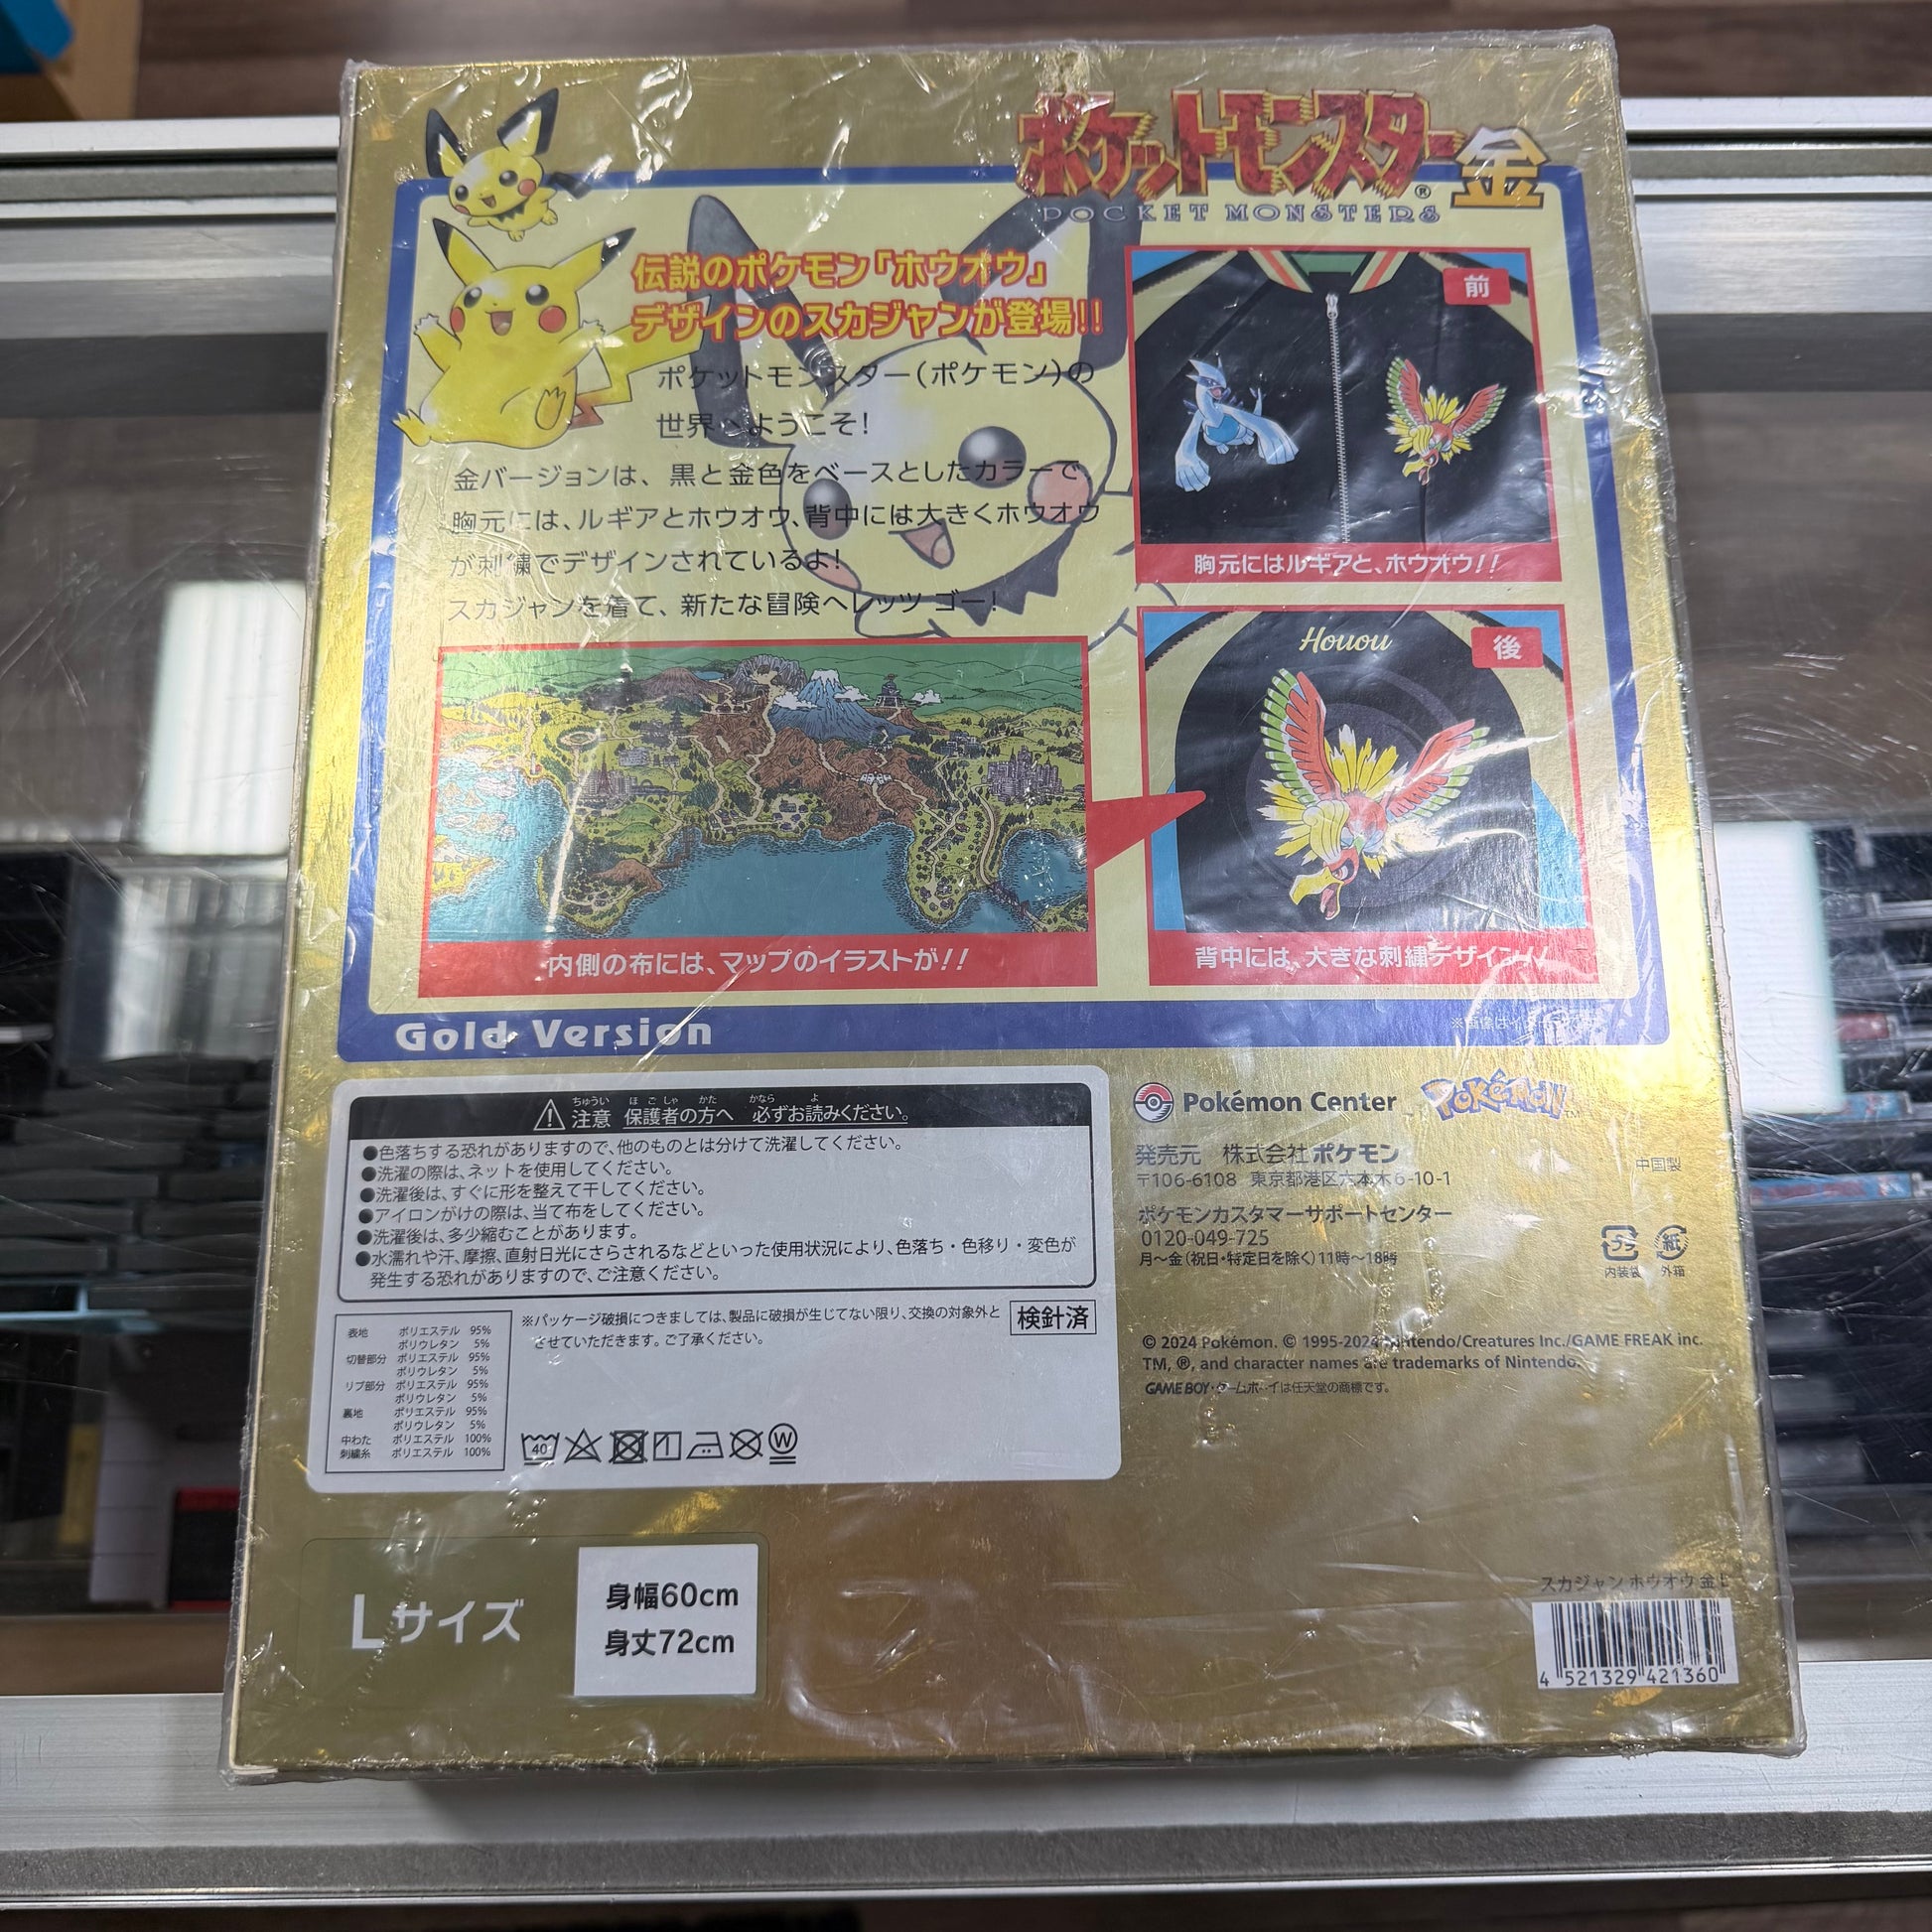 ポケットモンスター®金
POCKET MONSTERS
伝説のポケモン「ホウオウ」
デザインのスカジャンが登場!!
ポケットモンスター(ポケモン)の
世界へようこそ!
金バージョンは、黒と金色をベースとしたカラーで
胸元には、ルギアとホウオウ、背中には大きくホウオウ
が刺繍でデザインされているよ!
スカジャンを着て、新たな冒険へレッツ ゴー!
前
胸元にはルギアと、ホウオウ!!
Houou
後
背中には、大きな刺繍デザイン!!
内側の布には、マップのイラストが!!
Gold Version
ちゅうい ほごしゃ かた かなら よ
注意 保護者の方へ 必ずお読みください。
●色落ちする恐れがありますので、他のものとは分けて洗濯してください。
●洗濯の際は、ネットを使用してください。
●洗濯後は、すぐに形を整えて干してください。
●アイロンがけの際は、当て布をしてください。
●洗濯後は、多少縮むことがあります。
●水濡れや汗、摩擦、直射日光にさらされるなどといった使用状況により、色落ち・色移り・変色が
発生する恐れがありますので、ご注意ください。
表地 ポリエステル 95%
ポリウレタン 5%
切替部分 ポリエステル 95%
ポリウレタン 5%
リブ部分 ポリエステル 95%
ポリウレタン 5%
裏地 ポリエステル 95%
ポリウレタン 5%
中わた ポリエステル 100%
刺繍糸 ポリエステル 100%
※パッケージ破損につきましては、製品に破損が生じてない限り、交換の対象外と
させていただきます。ご了承ください。
検針済
40
W
Pokémon Center
POKéMON™
発売元 株式会社ポケモン
〒106-6108 東京都港区六本木6-10-1
中国製
ポケモンカスタマーサポートセンター
0120-049-725
月～金(祝日・特定日を除く)11時～18時
プラ
内装袋
紙
外箱
© 2024 Pokémon. © 1995-2024 Nintendo/Creatures Inc./GAME FREAK inc.
TM, ®, and character names are trademarks of Nintendo.
GAME BOY・ゲームボーイは任天堂の商標です。
Lサイズ
身幅60cm
身丈72cm
スカジャン ホウオウ 金 L
4 521329 421360